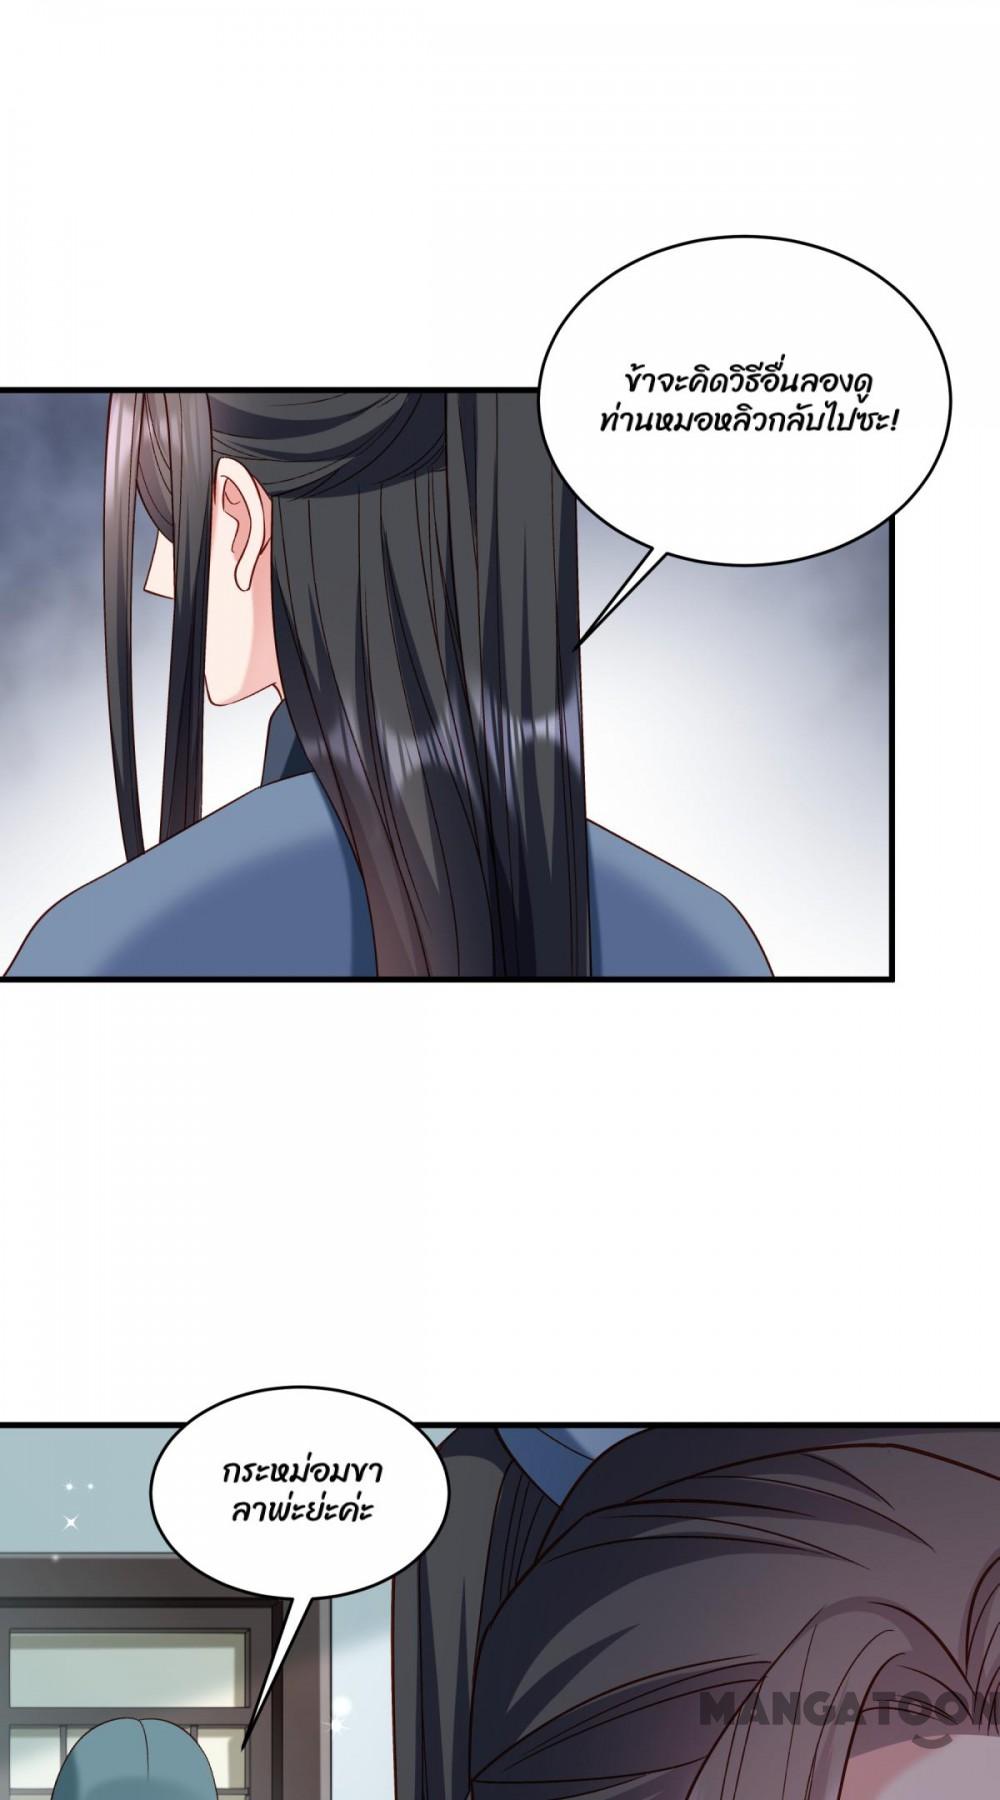 ข้าจะคิดวิธีอื่นลองดู
ท่านหมอหลิวกลับไปซะ!
กระหม่อมขา
ลาพ่ะย่ะค่ะ
MANGATOON